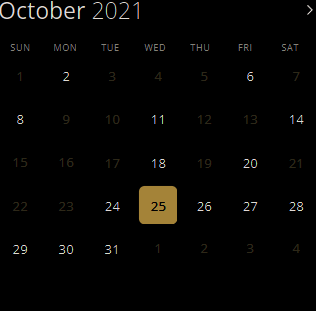 October 2021
SUN MON TUE WED THU FRI SAT
1 2 3 4 5 6 7
8 9 10 11 12 13 14
15 16 17 18 19 20 21
22 23 24 25 26 27 28
29 30 31 1 2 3 4